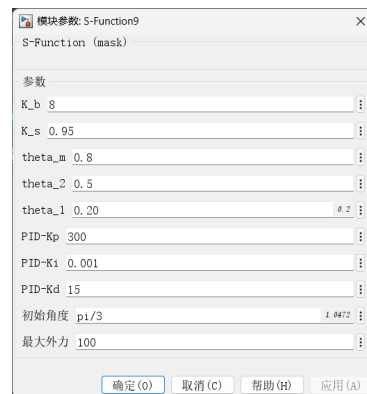 模块参数: S-Function9
S-Function (mask)
参数
K_b 8
K_s 0.95
theta_m 0.8
theta_2 0.5
theta_1 0.20 0.2
PID-Kp 300
PID-Ki 0.001
PID-Kd 15
初始角度 pi/3 1.0472
最大外力 100
确定(O) 取消(C) 帮助(H) 应用(A)